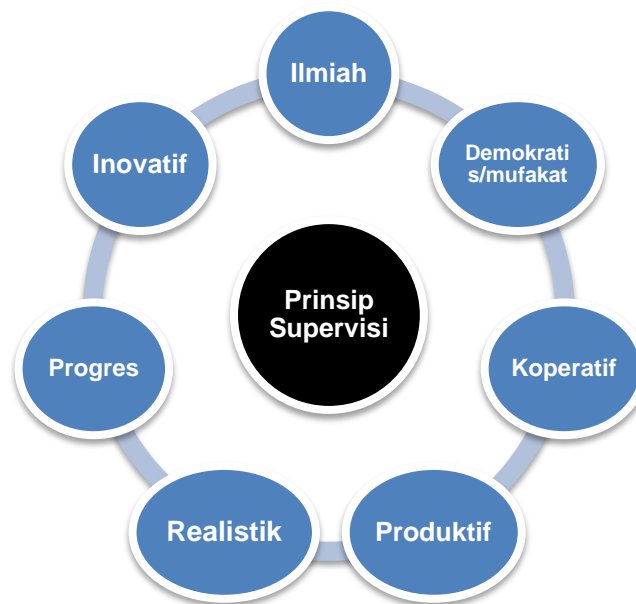 Ilmiah
Demokrati
s/mufakat
Koperatif
Produktif
Realistik
Progres
Inovatif
Prinsip
Supervisi